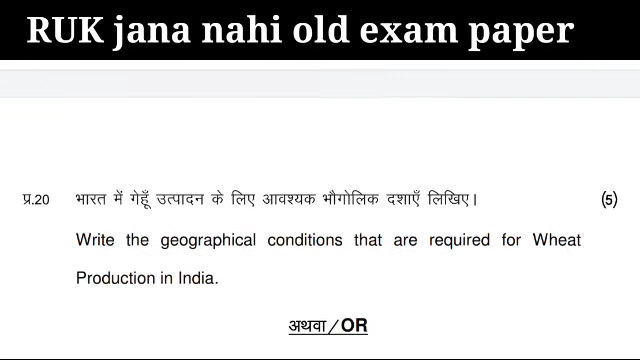 RUK jana nahi old exam paper
प्र.20 भारत में गेहूँ उत्पादन के लिए आवश्यक भौगोलिक दशाएँ लिखिए। (5)
Write the geographical conditions that are required for Wheat
Production in India.
अथवा/OR